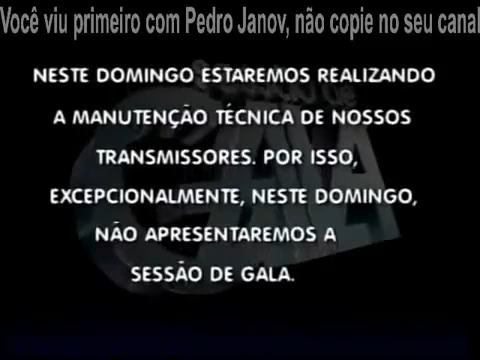 Você viu primeiro com Pedro Janov, não copie no seu canal
NESTE DOMINGO ESTAREMOS REALIZANDO
A MANUTENÇÃO TÉCNICA DE NOSSOS
TRANSMISSORES. POR ISSO,
EXCEPCIONALMENTE, NESTE DOMINGO,
NÃO APRESENTAREMOS A
SESSÃO DE GALA.
GALA